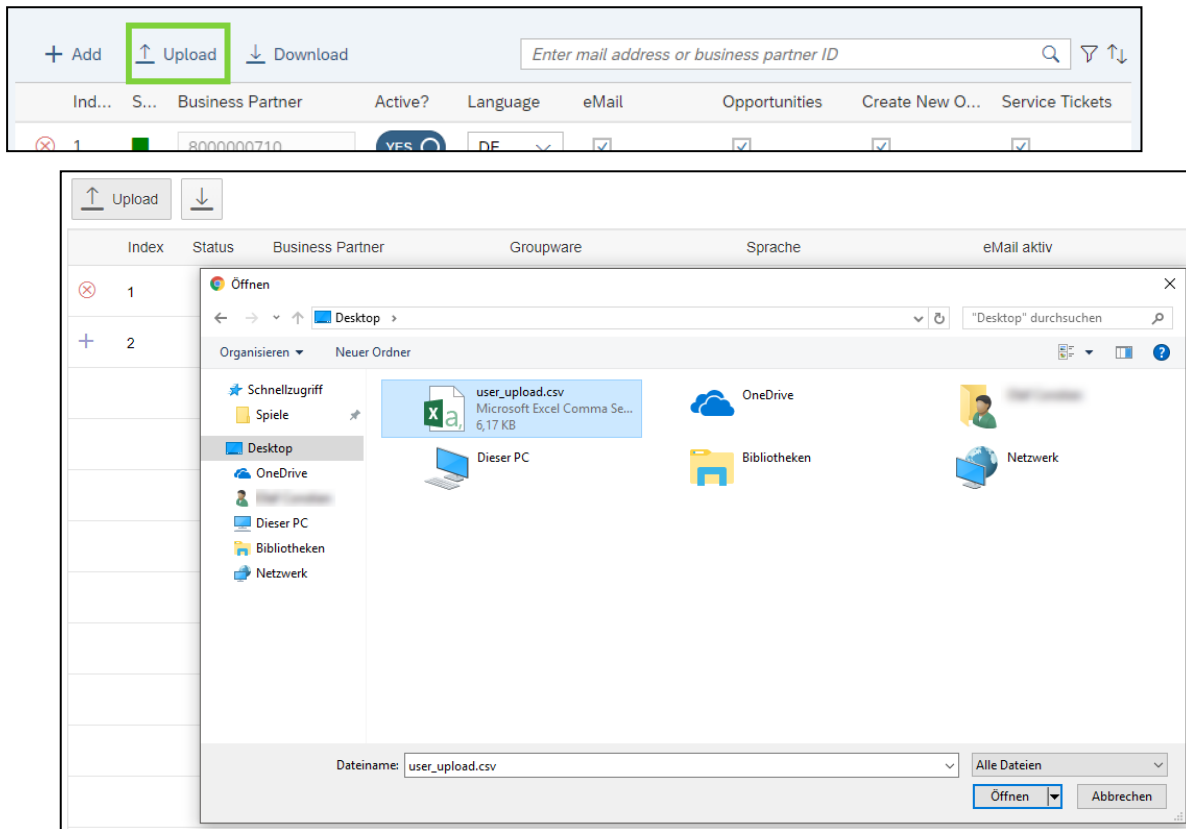 + Add Upload Download Enter mail address or business partner ID
Ind... S... Business Partner Active? Language eMail Opportunities Create New O... Service Tickets
1 8000000710 YES DE
Upload
Index Status Business Partner Groupware Sprache eMail aktiv
1
2
Öffnen
Desktop "Desktop" durchsuchen
Organisieren Neuer Ordner
Schnellzugriff
Spiele
Desktop
OneDrive
Dieser PC
Bibliotheken
Netzwerk
user_upload.csv
Microsoft Excel Comma Se...
6,17 KB
OneDrive
Dieser PC
Bibliotheken
Netzwerk
Dateiname: user_upload.csv Alle Dateien
Öffnen Abbrechen